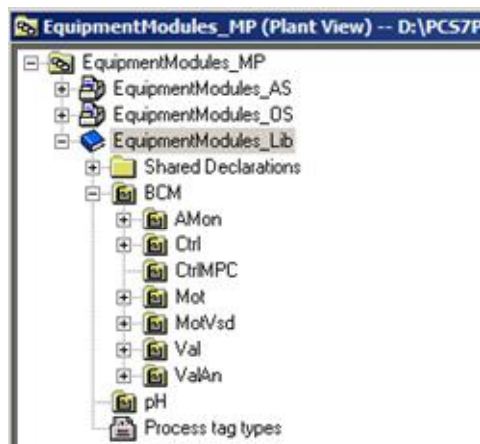 EquipmentModules_MP (Plant View) -- D:\PCS7P
EquipmentModules_MP
EquipmentModules_AS
EquipmentModules_OS
EquipmentModules_Lib
Shared Declarations
BCM
AMon
Ctrl
CtrlMPC
Mot
MotVsd
Val
ValAn
pH
Process tag types